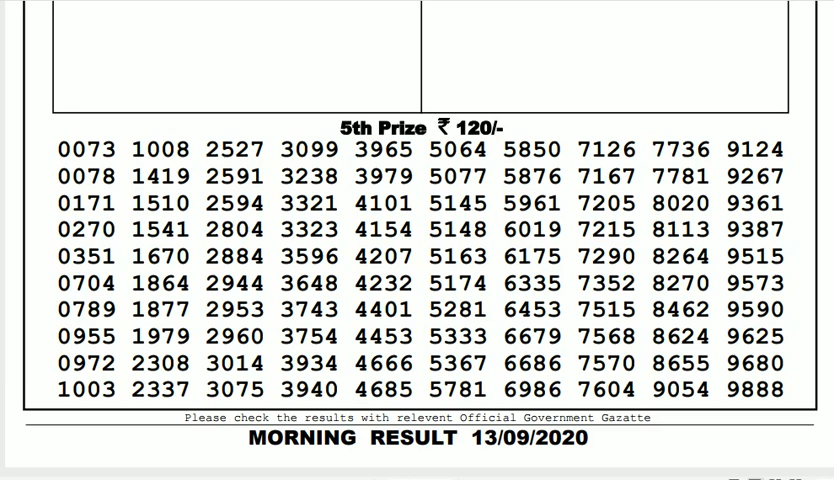 5th Prize ₹ 120/-
0073 1008 2527 3099 3965 5064 5850 7126 7736 9124
0078 1419 2591 3238 3979 5077 5876 7167 7781 9267
0171 1510 2594 3321 4101 5145 5961 7205 8020 9361
0270 1541 2804 3323 4154 5148 6019 7215 8113 9387
0351 1670 2884 3596 4207 5163 6175 7290 8264 9515
0704 1864 2944 3648 4232 5174 6335 7352 8270 9573
0789 1877 2953 3743 4401 5281 6453 7515 8462 9590
0955 1979 2960 3754 4453 5333 6679 7568 8624 9625
0972 2308 3014 3934 4666 5367 6686 7570 8655 9680
1003 2337 3075 3940 4685 5781 6986 7604 9054 9888
Please check the results with relevent Official Government Gazatte
MORNING RESULT 13/09/2020